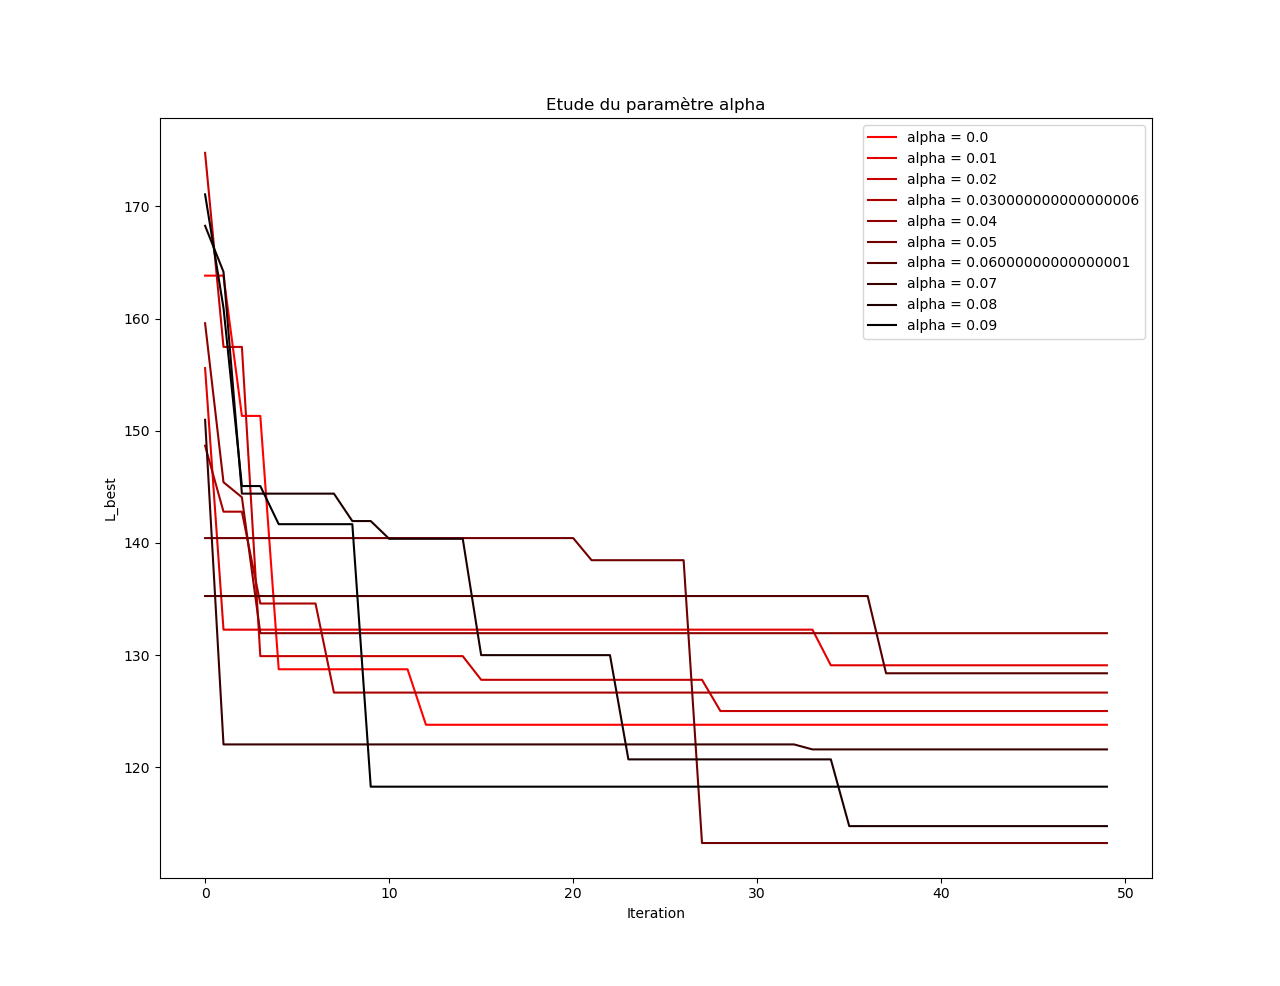 Etude du paramètre alpha
alpha = 0.0
alpha = 0.01
alpha = 0.02
alpha = 0.030000000000000006
alpha = 0.04
alpha = 0.05
alpha = 0.06000000000000001
alpha = 0.07
alpha = 0.08
alpha = 0.09
170
160
150
140
130
120
L_best
0 10 20 30 40 50
Iteration